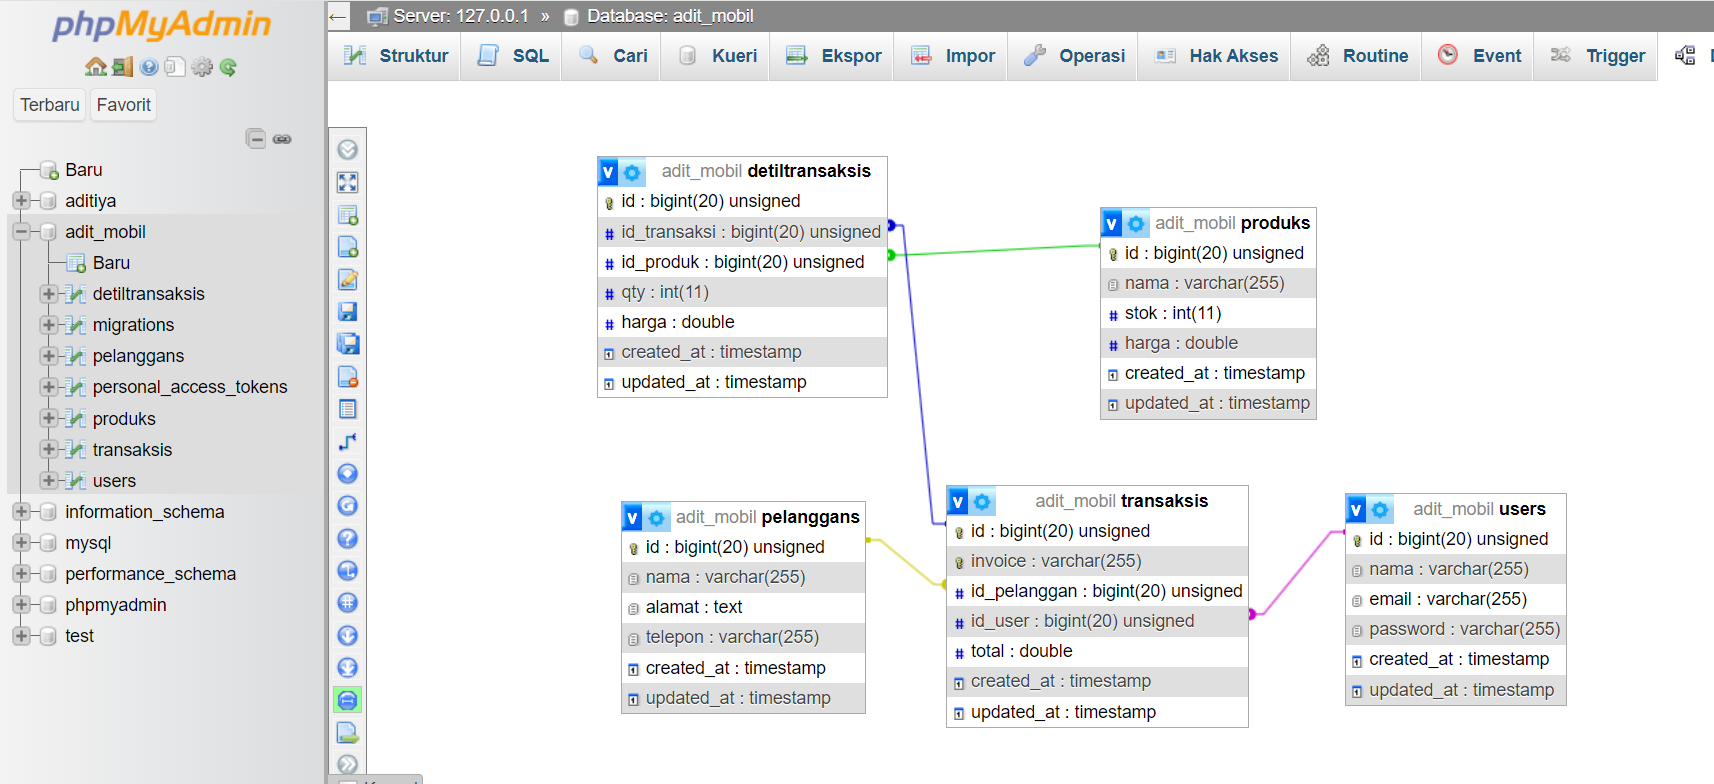 phpMyAdmin
Terbaru Favorit
Baru
aditiya
adit_mobil
Baru
detiltransaksis
migrations
pelanggans
personal_access_tokens
produks
transaksis
users
information_schema
mysql
performance_schema
phpmyadmin
test
← Server: 127.0.0.1 » Database: adit_mobil
Struktur SQL Cari Kueri Ekspor Impor Operasi Hak Akses Routine Event Trigger
v adit_mobil detiltransaksis
id : bigint(20) unsigned
# id_transaksi : bigint(20) unsigned
# id_produk : bigint(20) unsigned
# qty : int(11)
# harga : double
created_at : timestamp
updated_at : timestamp
v adit_mobil produks
id : bigint(20) unsigned
nama : varchar(255)
# stok : int(11)
# harga : double
created_at : timestamp
updated_at : timestamp
v adit_mobil pelanggans
id : bigint(20) unsigned
nama : varchar(255)
alamat : text
telepon : varchar(255)
created_at : timestamp
updated_at : timestamp
v adit_mobil transaksis
id : bigint(20) unsigned
invoice : varchar(255)
# id_pelanggan : bigint(20) unsigned
# id_user : bigint(20) unsigned
# total : double
created_at : timestamp
updated_at : timestamp
v adit_mobil users
id : bigint(20) unsigned
nama : varchar(255)
email : varchar(255)
password : varchar(255)
created_at : timestamp
updated_at : timestamp